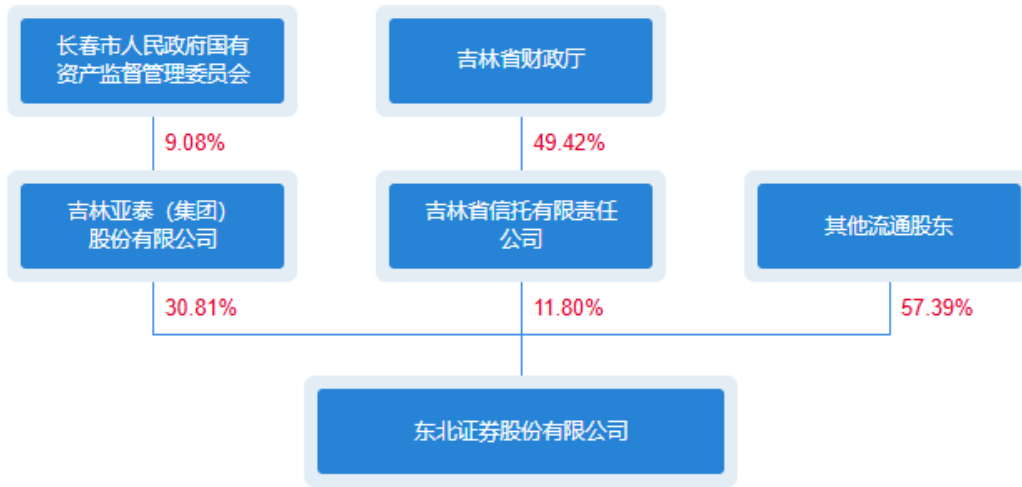 长春市人民政府国有
资产监督管理委员会
吉林省财政厅
9.08%
49.42%
吉林亚泰（集团）
股份有限公司
吉林省信托有限责任
公司
其他流通股东
30.81%
11.80%
57.39%
东北证券股份有限公司